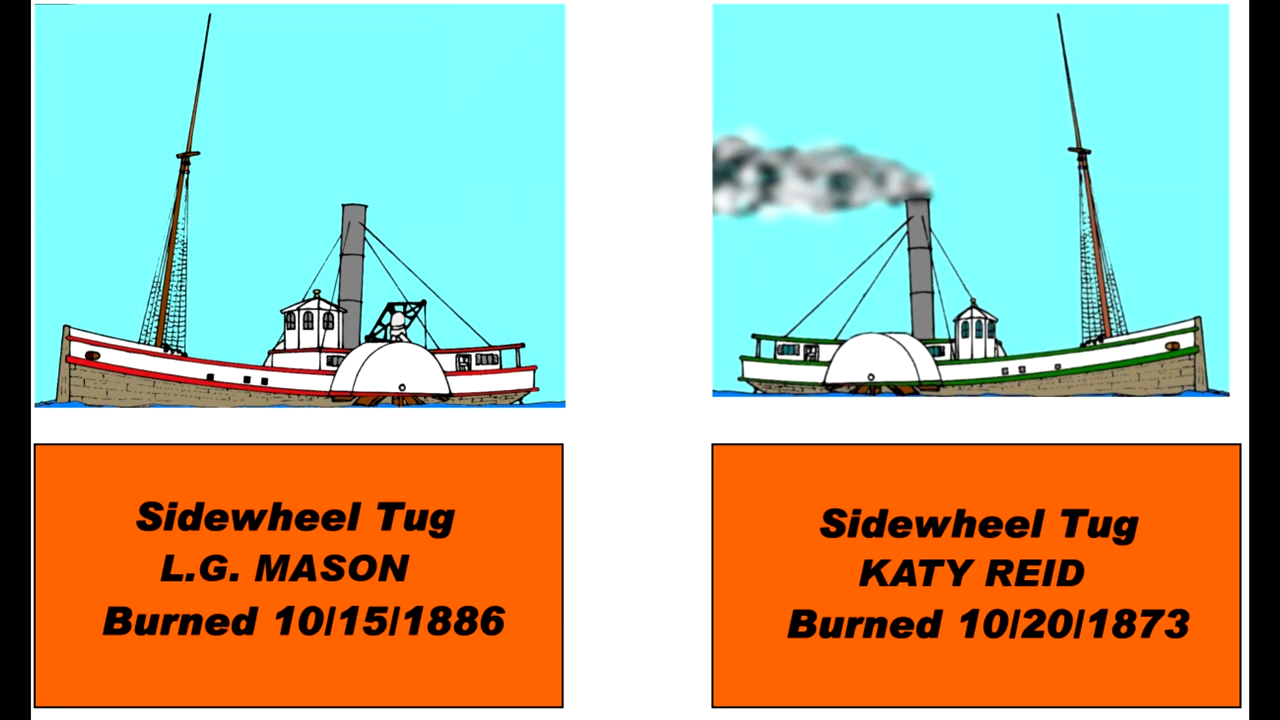 Sidewheel Tug
L.G. MASON
Burned 10/15/1886
Sidewheel Tug
KATY REID
Burned 10/20/1873